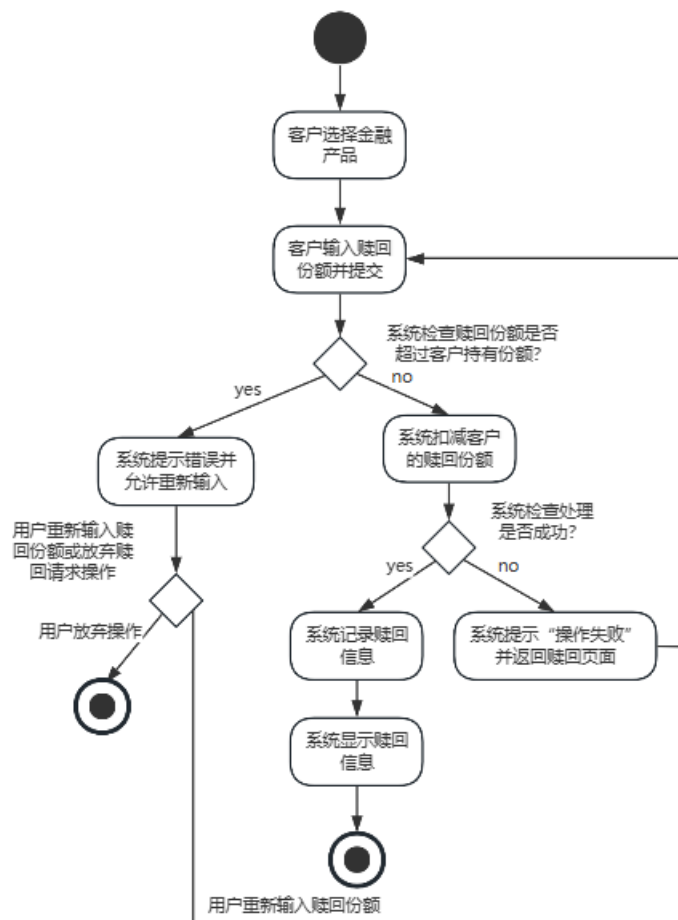 客户选择金融
产品
客户输入赎回
份额并提交
系统检查赎回份额是否
超过客户持有份额?
yes
no
系统提示错误并
允许重新输入
系统扣减客户
的赎回份额
用户重新输入赎
回份额或放弃赎
回请求操作
系统检查处理
是否成功?
yes
no
用户放弃操作
系统记录赎回
信息
系统提示“操作失败”
并返回赎回页面
系统显示赎回
信息
用户重新输入赎回份额